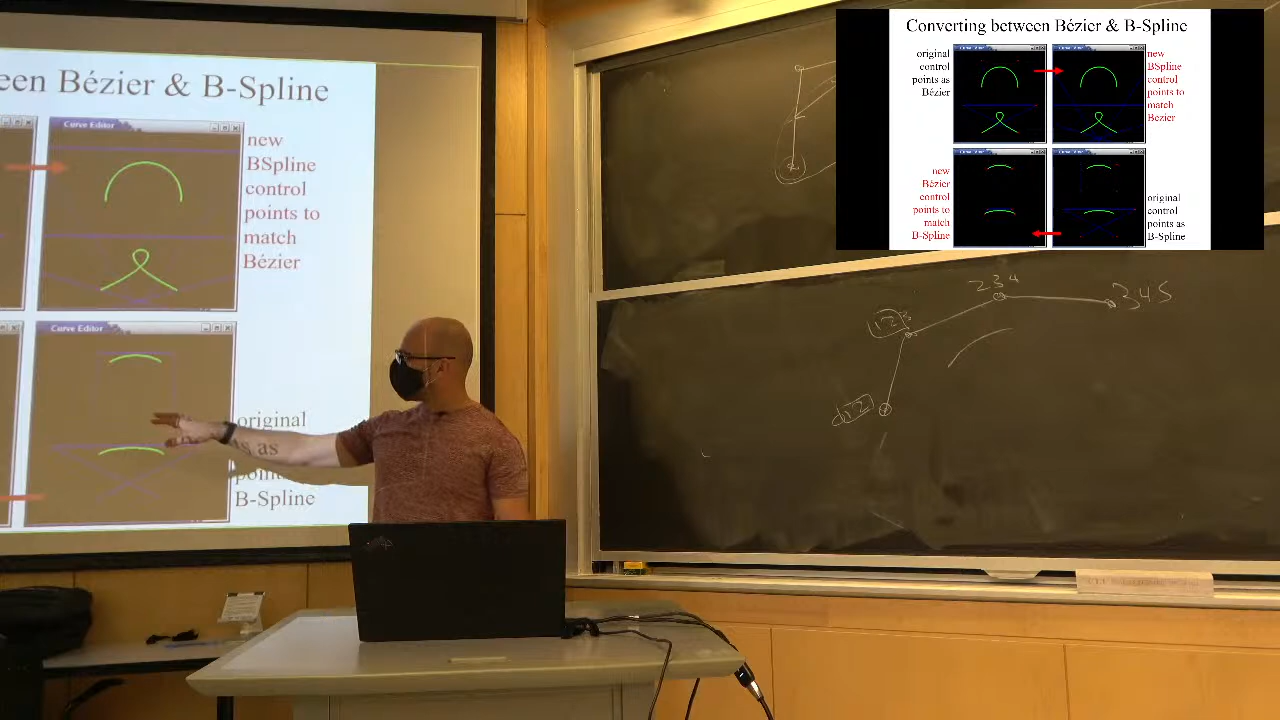 een Bézier & B-Spline
Curve Editor
new
BSpline
control
points to
match
Bézier
Curve Editor
original
as
B-Spline
Converting between Bézier & B-Spline
original
control
points as
Bézier
new
BSpline
control
points to
match
Bézier
new
Bézier
control
points to
match
B-Spline
original
control
points as
B-Spline
234
345
123
012